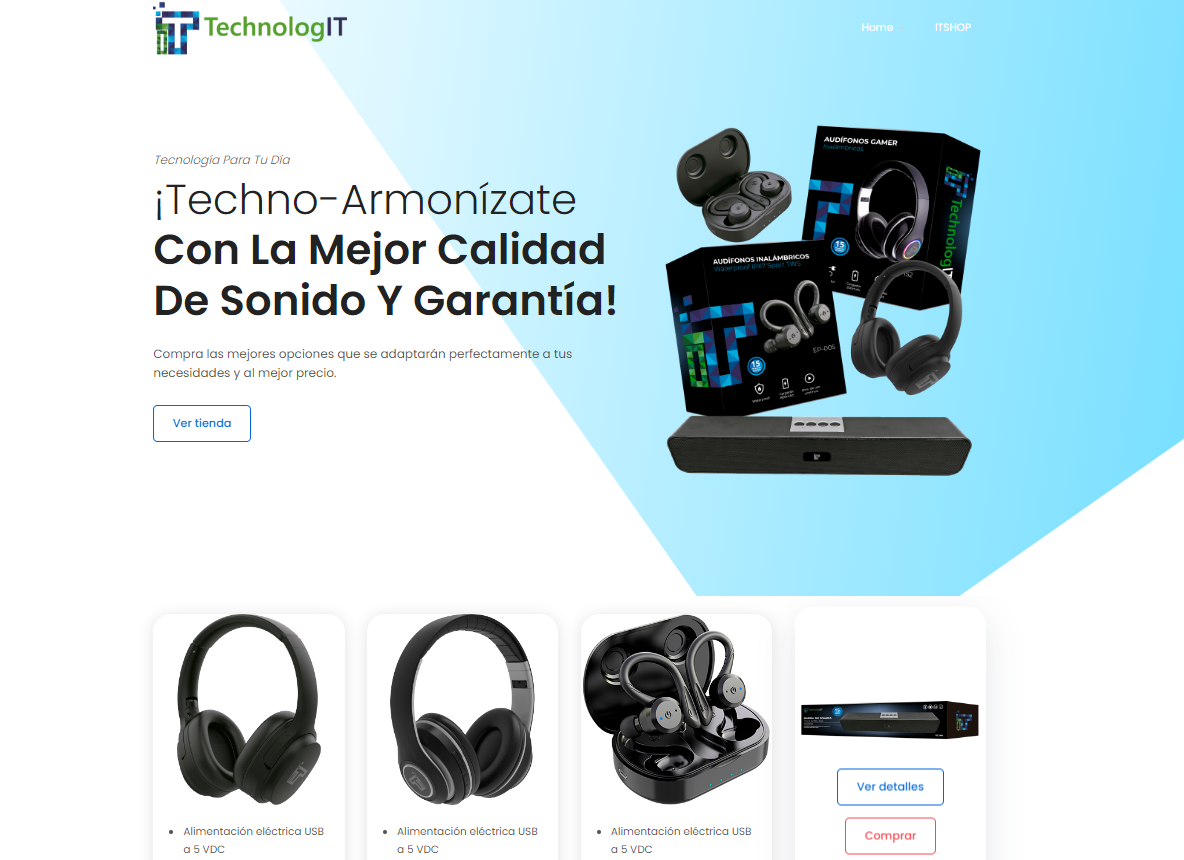 TechnologIT
Home
ITSHOP
Tecnología Para Tu Día
¡Techno-Armonízate
Con La Mejor Calidad
De Sonido Y Garantía!
Compra las mejores opciones que se adaptarán perfectamente a tus
necesidades y al mejor precio.
Ver tienda
AUDÍFONOS GAMER
Inalámbricos
TechnologIT
15
AUDÍFONOS INALÁMBRICOS
Waterproof IPX7 Sport TWS
EP-005
15
Ver detalles
Comprar
Alimentación eléctrica USB
a 5 VDC
Alimentación eléctrica USB
a 5 VDC
Alimentación eléctrica USB
a 5 VDC